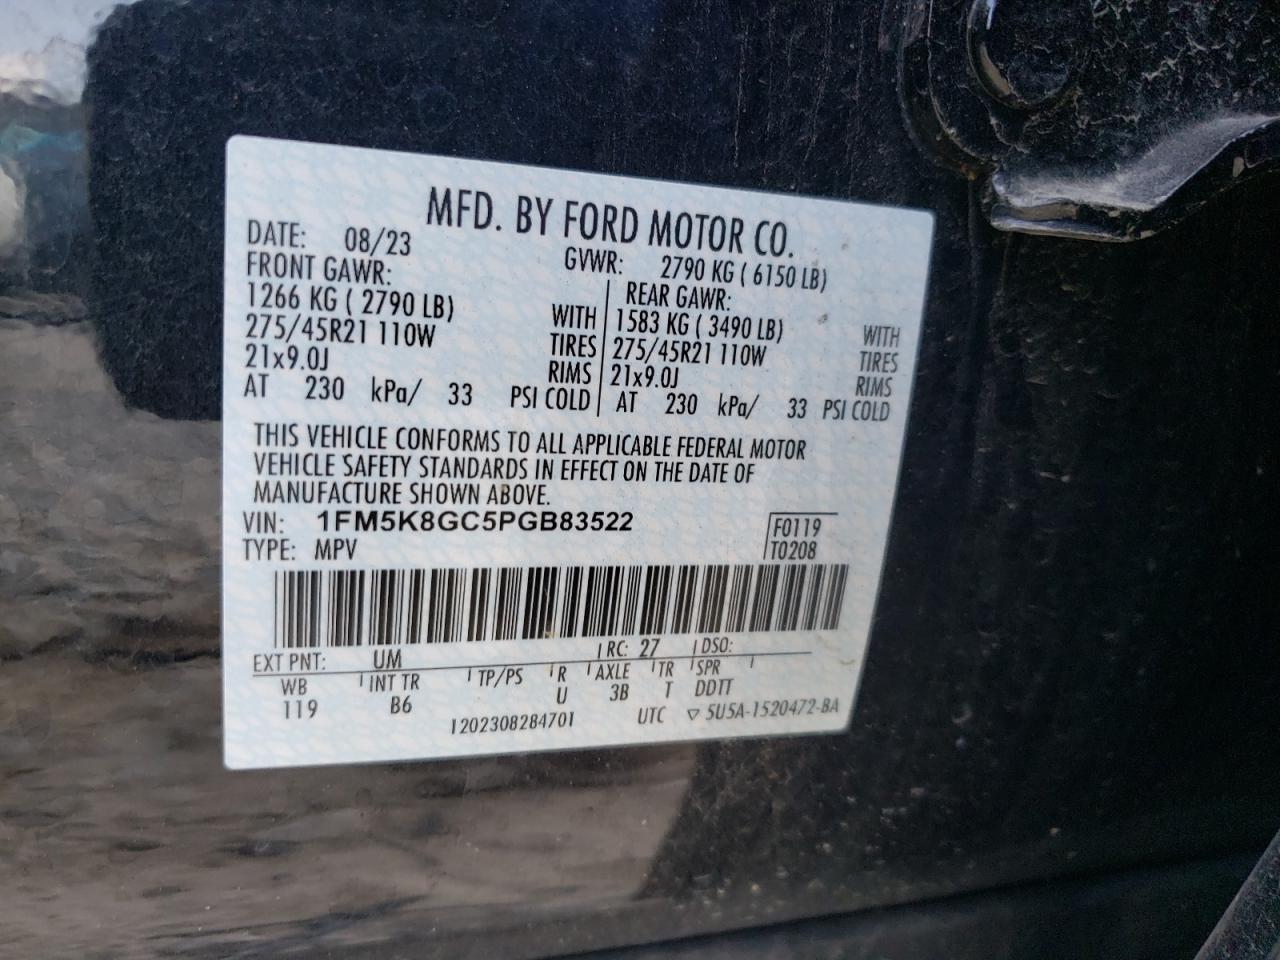 MFD. BY FORD MOTOR CO.
DATE: 08/23 GVWR: 2790 KG ( 6150 LB)
FRONT GAWR: REAR GAWR:
1266 KG ( 2790 LB) WITH 1583 KG ( 3490 LB) WITH
275/45R21 110W TIRES 275/45R21 110W TIRES
21x9.0J RIMS 21x9.0J RIMS
AT 230 kPa/ 33 PSI COLD AT 230 kPa/ 33 PSI COLD
THIS VEHICLE CONFORMS TO ALL APPLICABLE FEDERAL MOTOR
VEHICLE SAFETY STANDARDS IN EFFECT ON THE DATE OF
MANUFACTURE SHOWN ABOVE.
VIN: 1FM5K8GC5PGB83522 F0119
TYPE: MPV T0208
EXT PNT: UM RC: 27 DSO:
WB INT TR TP/PS R AXLE TR SPR
119 B6 U 3B T DDTT
1202308284701 UTC ▽ 5U5A-1520472-BA